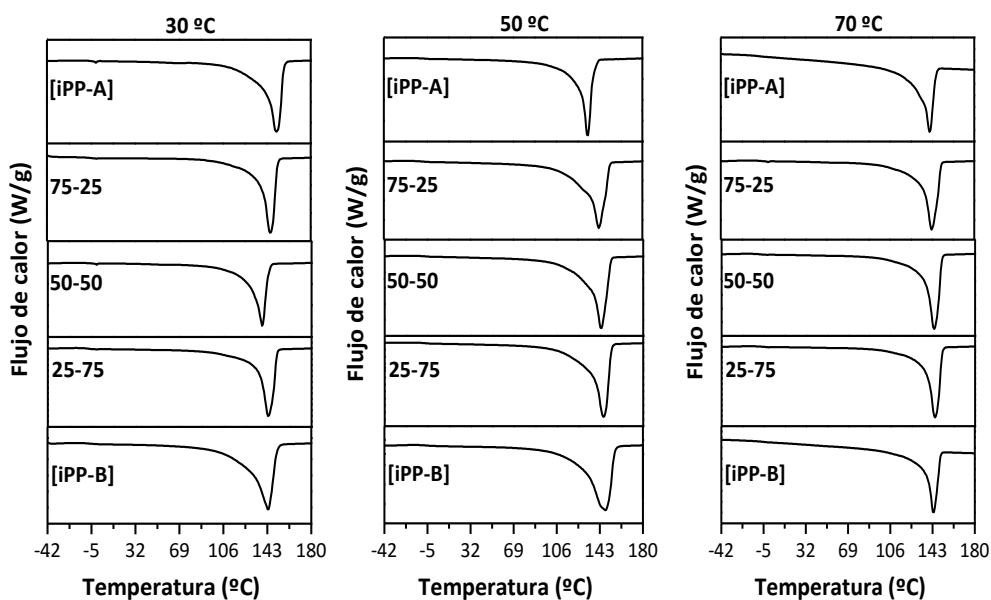 30 ºC
[iPP-A]
75-25
50-50
25-75
[iPP-B]
Flujo de calor (W/g)
-42 -5 32 69 106 143 180
Temperatura (ºC)
50 ºC
[iPP-A]
75-25
50-50
25-75
[iPP-B]
Flujo de calor (W/g)
-42 -5 32 69 106 143 180
Temperatura (ºC)
70 ºC
[iPP-A]
75-25
50-50
25-75
[iPP-B]
Flujo de calor (W/g)
-42 -5 32 69 106 143 180
Temperatura (ºC)